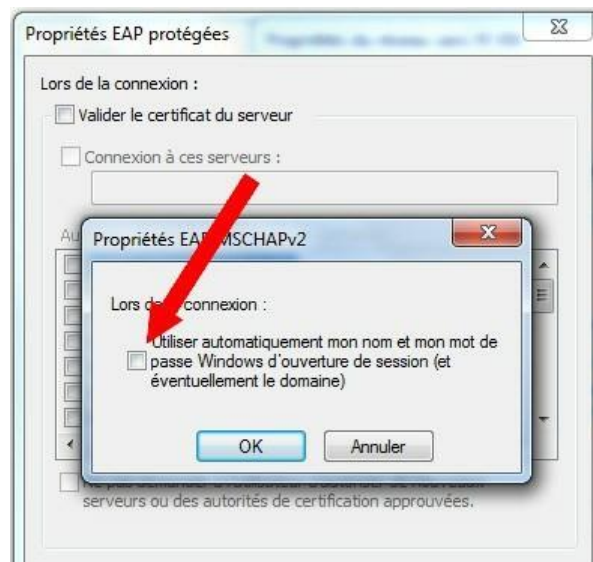 Propriétés EAP protégées
Lors de la connexion :
Valider le certificat du serveur
Connexion à ces serveurs :
Au
Propriétés EAP MSCHAPv2
Lors de connexion :
Utiliser automatiquement mon nom et mon mot de
passe Windows d'ouverture de session (et
éventuellement le domaine)
OK
Annuler
serveurs ou des autorités de certification approuvées.